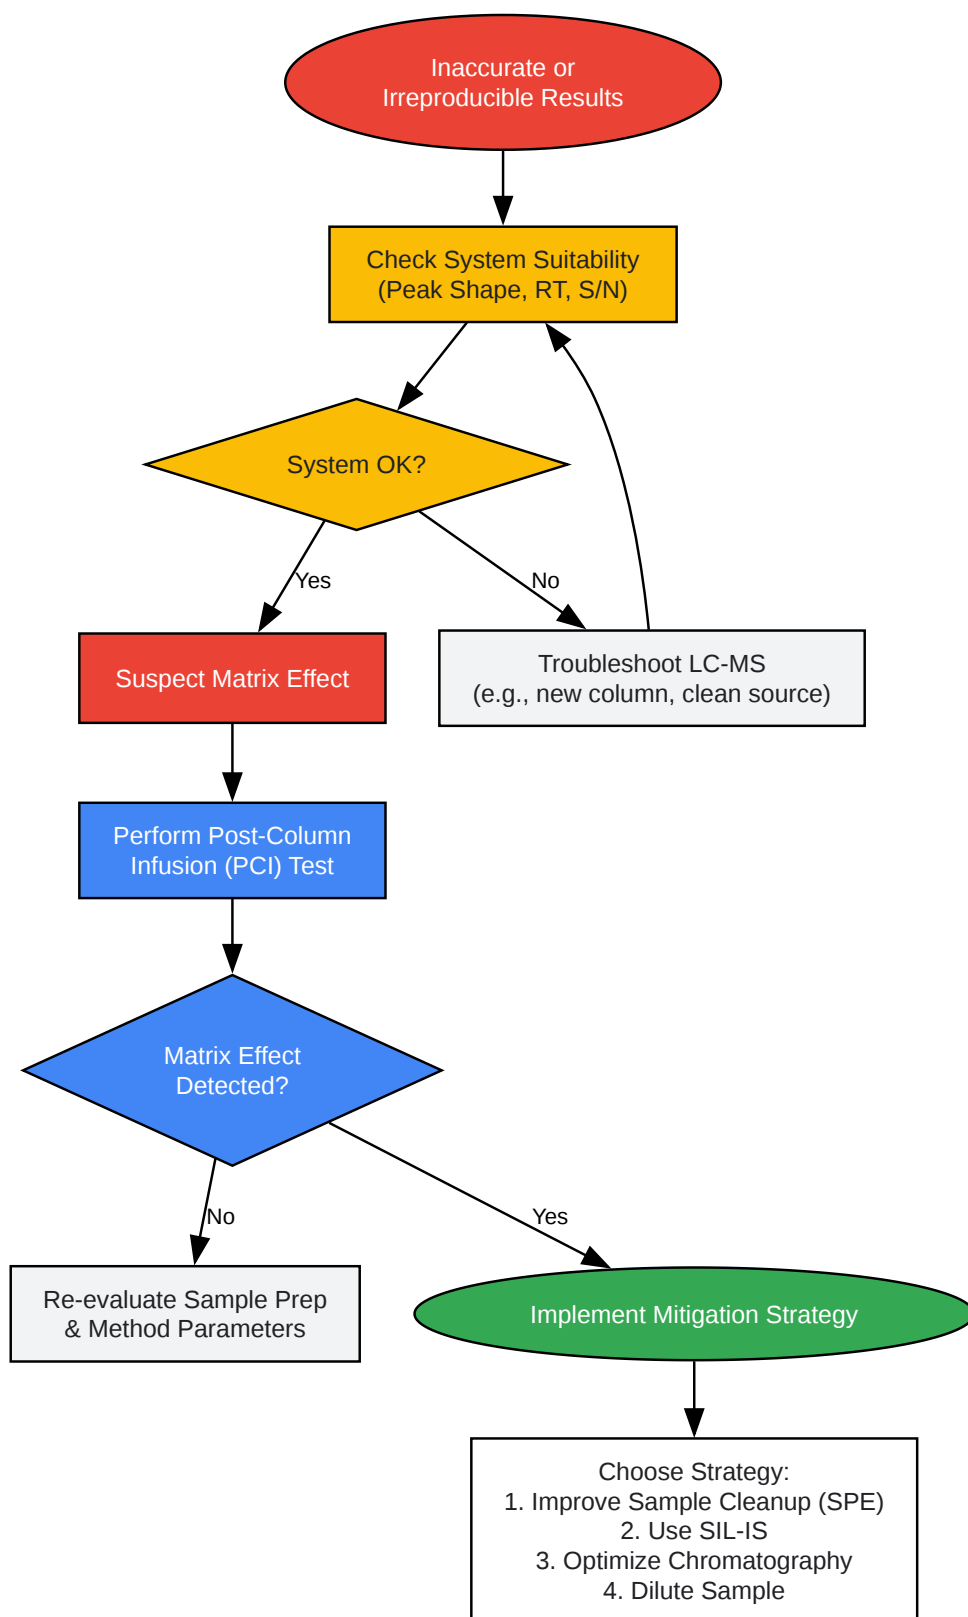 Inaccurate or
Irreproducible Results
Check System Suitability
(Peak Shape, RT, S/N)
System OK?
Yes
No
Suspect Matrix Effect
Troubleshoot LC-MS
(e.g., new column, clean source)
Perform Post-Column
Infusion (PCI) Test
Matrix Effect
Detected?
No
Yes
Re-evaluate Sample Prep
& Method Parameters
Implement Mitigation Strategy
Choose Strategy:
1. Improve Sample Cleanup (SPE)
2. Use SIL-IS
3. Optimize Chromatography
4. Dilute Sample